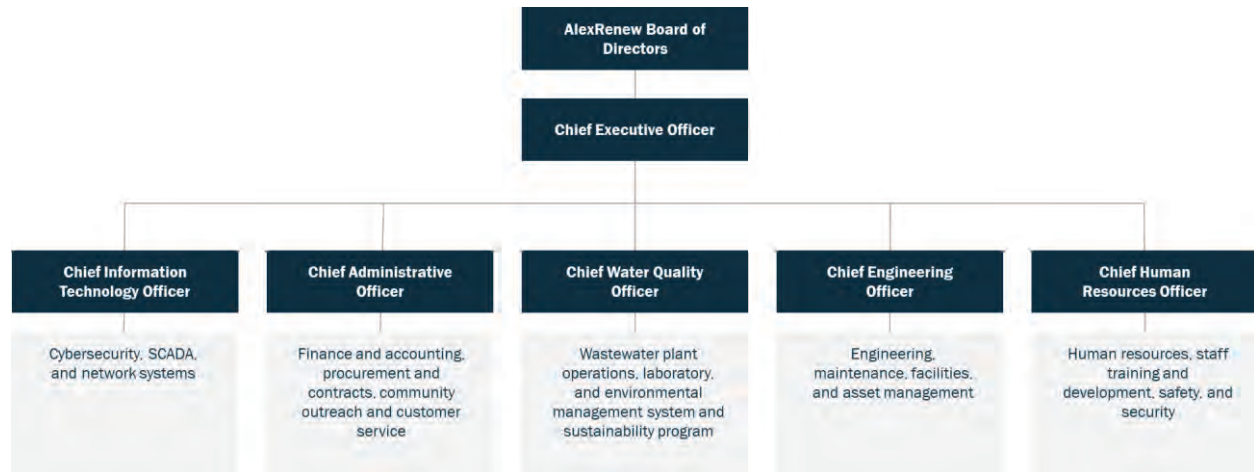 AlexRenew Board of
Directors
Chief Executive Officer
Chief Information
Technology Officer
Cybersecurity, SCADA,
and network systems
Chief Administrative
Officer
Finance and accounting,
procurement and
contracts, community
outreach and customer
service
Chief Water Quality
Officer
Wastewater plant
operations, laboratory,
and environmental
management system and
sustainability program
Chief Engineering
Officer
Engineering,
maintenance, facilities,
and asset management
Chief Human
Resources Officer
Human resources, staff
training and
development, safety, and
security